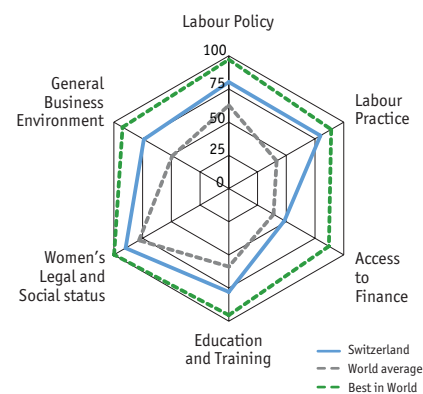 Labour Policy
100
75
50
25
0
General
Business
Environment
Labour
Practice
Women's
Legal and
Social status
Access
to
Finance
Education
and Training
Switzerland
World average
Best in World